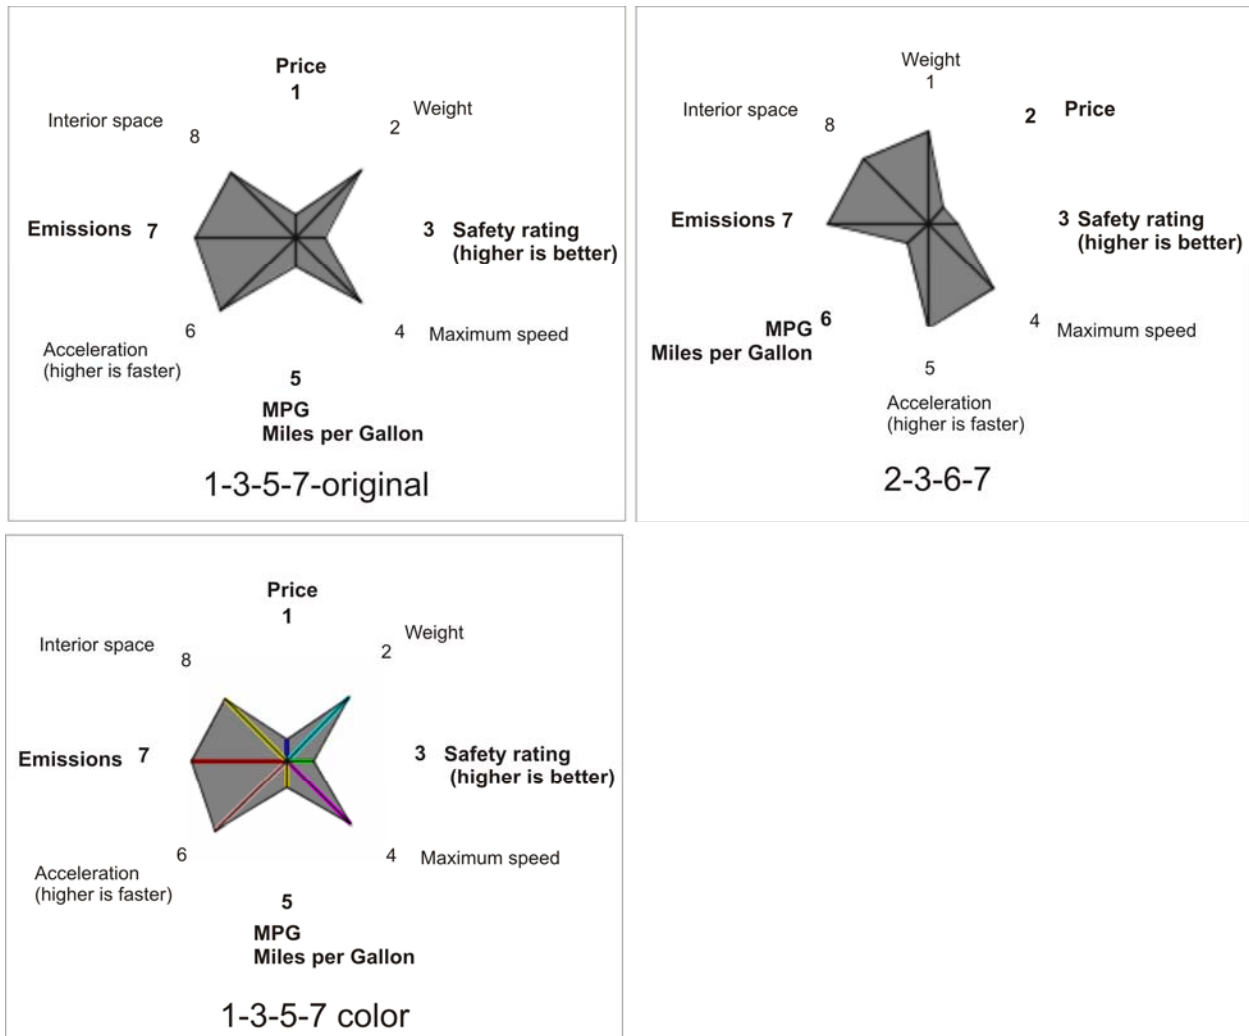 Price
1
Weight
2
Interior space
8
Emissions 7
3 Safety rating
(higher is better)
6
4 Maximum speed
Acceleration
(higher is faster)
5
MPG
Miles per Gallon
1-3-5-7-original
Weight
1
2 Price
Interior space
8
Emissions 7
3 Safety rating
(higher is better)
MPG 6
Miles per Gallon
4 Maximum speed
5
Acceleration
(higher is faster)
2-3-6-7
Price
1
Weight
2
Interior space
8
Emissions 7
3 Safety rating
(higher is better)
6
4 Maximum speed
Acceleration
(higher is faster)
5
MPG
Miles per Gallon
1-3-5-7 color